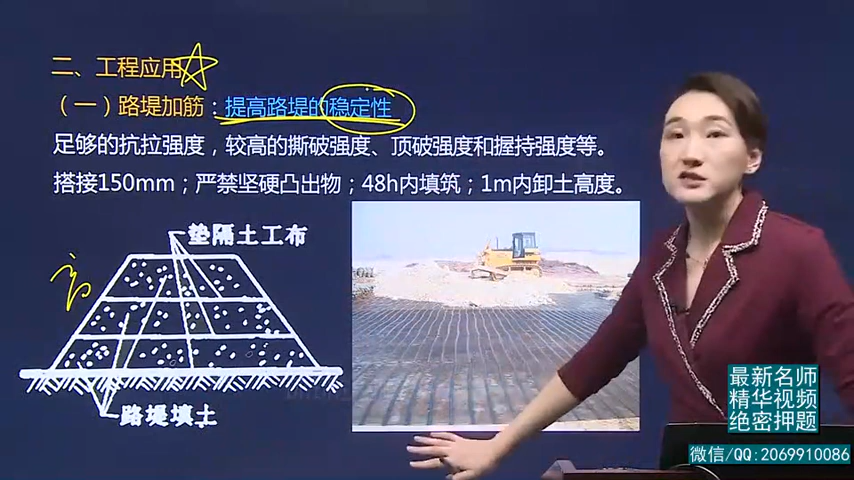 二、工程应用
（一）路堤加筋：提高路堤的稳定性
足够的抗拉强度，较高的撕破强度、顶破强度和握持强度等。
搭接150mm；严禁坚硬凸出物；48h内填筑；1m内卸土高度。
垫隔土工布
路堤填土
最新名师
精华视频
绝密押题
微信/QQ:2069910086